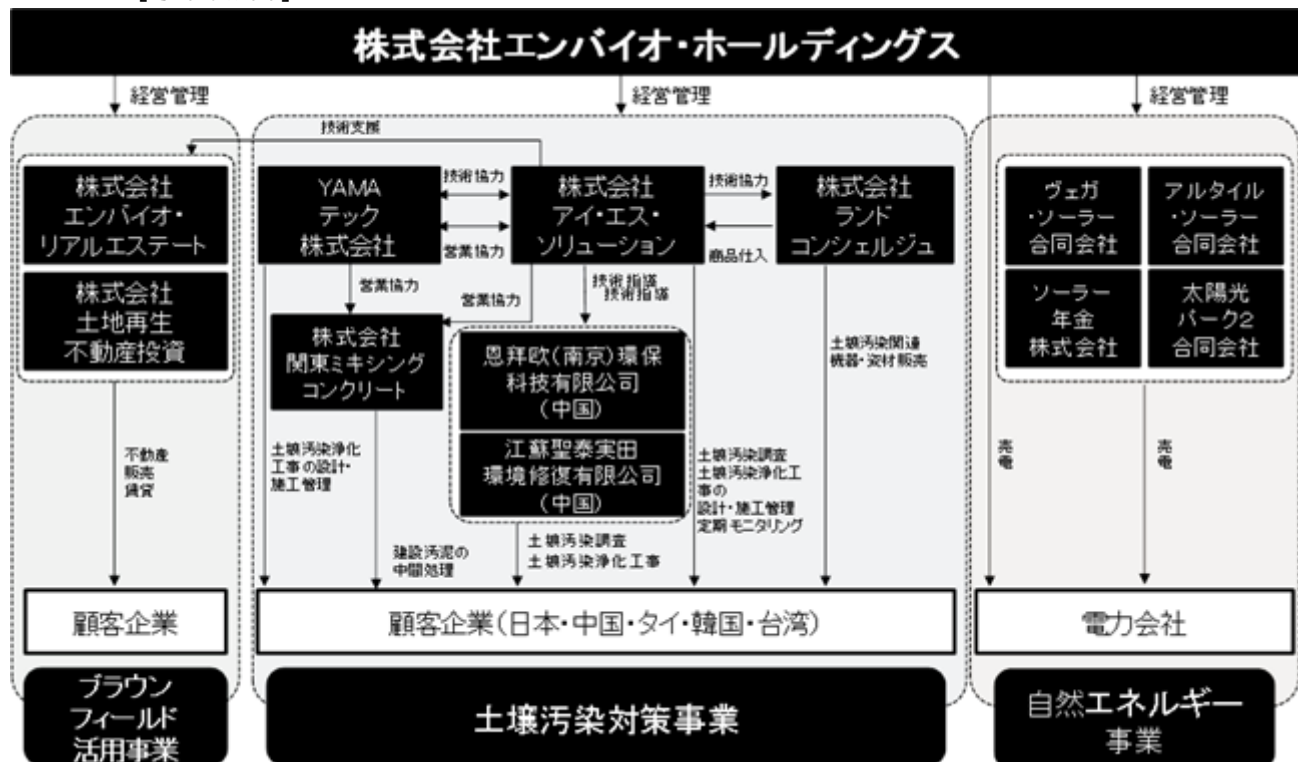 株式会社エンバイオ・ホールディングス
経営管理
経営管理
経営管理
技術支援
株式会社
エンバイオ・
リアルエステート
株式会社
土地再生
不動産投資
YAMA
テック
株式会社
技術協力
営業協力
株式会社
アイ・エス・
ソリューション
技術協力
商品仕入
株式会社
ランド
コンシェルジュ
ヴェガ
・ソーラー
合同会社
アルタイル
・ソーラー
合同会社
ソーラー
年金
株式会社
太陽光
パーク2
合同会社
営業協力
営業協力
技術指導
技術指導
株式会社
関東ミキシング
コンクリート
恩拜欧(南京)環保
科技有限公司
(中国)
江蘇聖泰実田
環境修復有限公司
(中国)
土壌汚染関連
機器・資材販売
不動産
販売
賃貸
土壌汚染浄化
工事の設計・
施工管理
建設汚泥の
中間処理
土壌汚染調査
土壌汚染浄化工事
土壌汚染調査
土壌汚染浄化工
事の
設計・施工管理
定期モニタリング
売電
売電
顧客企業
顧客企業(日本・中国・タイ・韓国・台湾)
電力会社
ブラウン
フィールド
活用事業
土壌汚染対策事業
自然エネルギー
事業